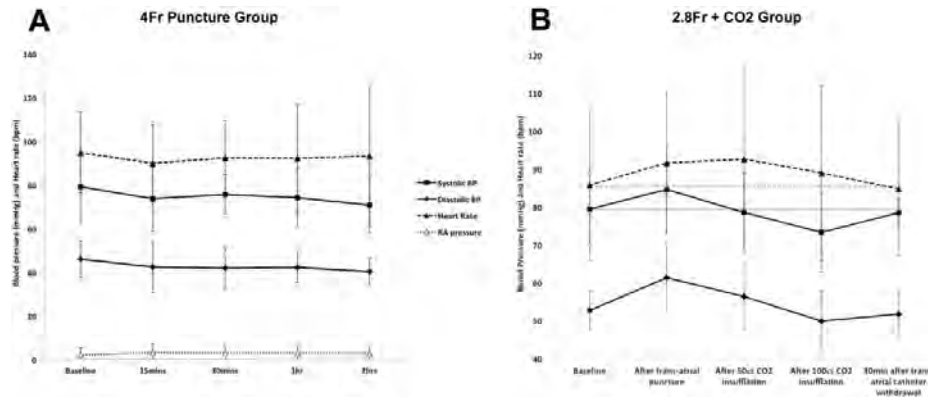 A
4Fr Puncture Group
Blood pressure (mmHg) and Heart rate (bpm)
140
120
100
80
60
40
20
0
Baseline
15mins
30mins
1hr
2hrs
Systolic BP
Diastolic BP
Heart Rate
RA pressure
B
2.8Fr + CO2 Group
Blood Pressure (mmHg) and Heart rate (bpm)
120
110
100
90
80
70
60
50
40
Baseline
After trans-atrial puncture
After 50cc CO2 insufflation
After 100cc CO2 insufflation
30min after trans atrial catheter withdrawal